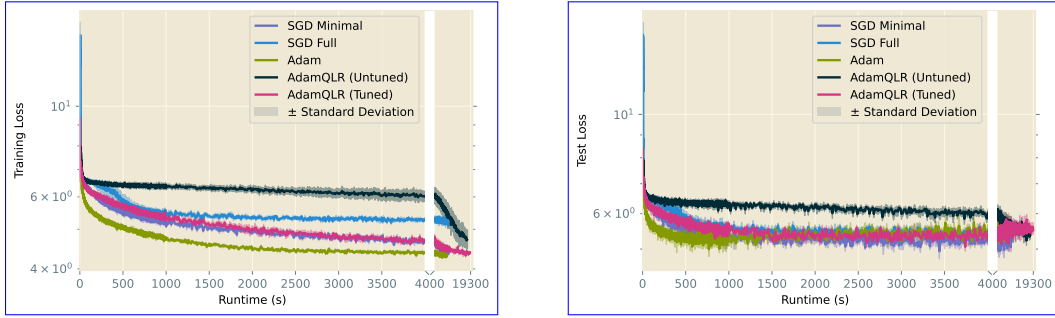 SGD Minimal
SGD Full
Adam
AdamQLR (Untuned)
AdamQLR (Tuned)
± Standard Deviation
Training Loss
10¹
6 × 10⁰
4 × 10⁰
0 500 1000 1500 2000 2500 3000 3500 4000 19300
Runtime (s)
SGD Minimal
SGD Full
Adam
AdamQLR (Untuned)
AdamQLR (Tuned)
± Standard Deviation
Test Loss
10¹
6 × 10⁰
0 500 1000 1500 2000 2500 3000 3500 4000 19300
Runtime (s)